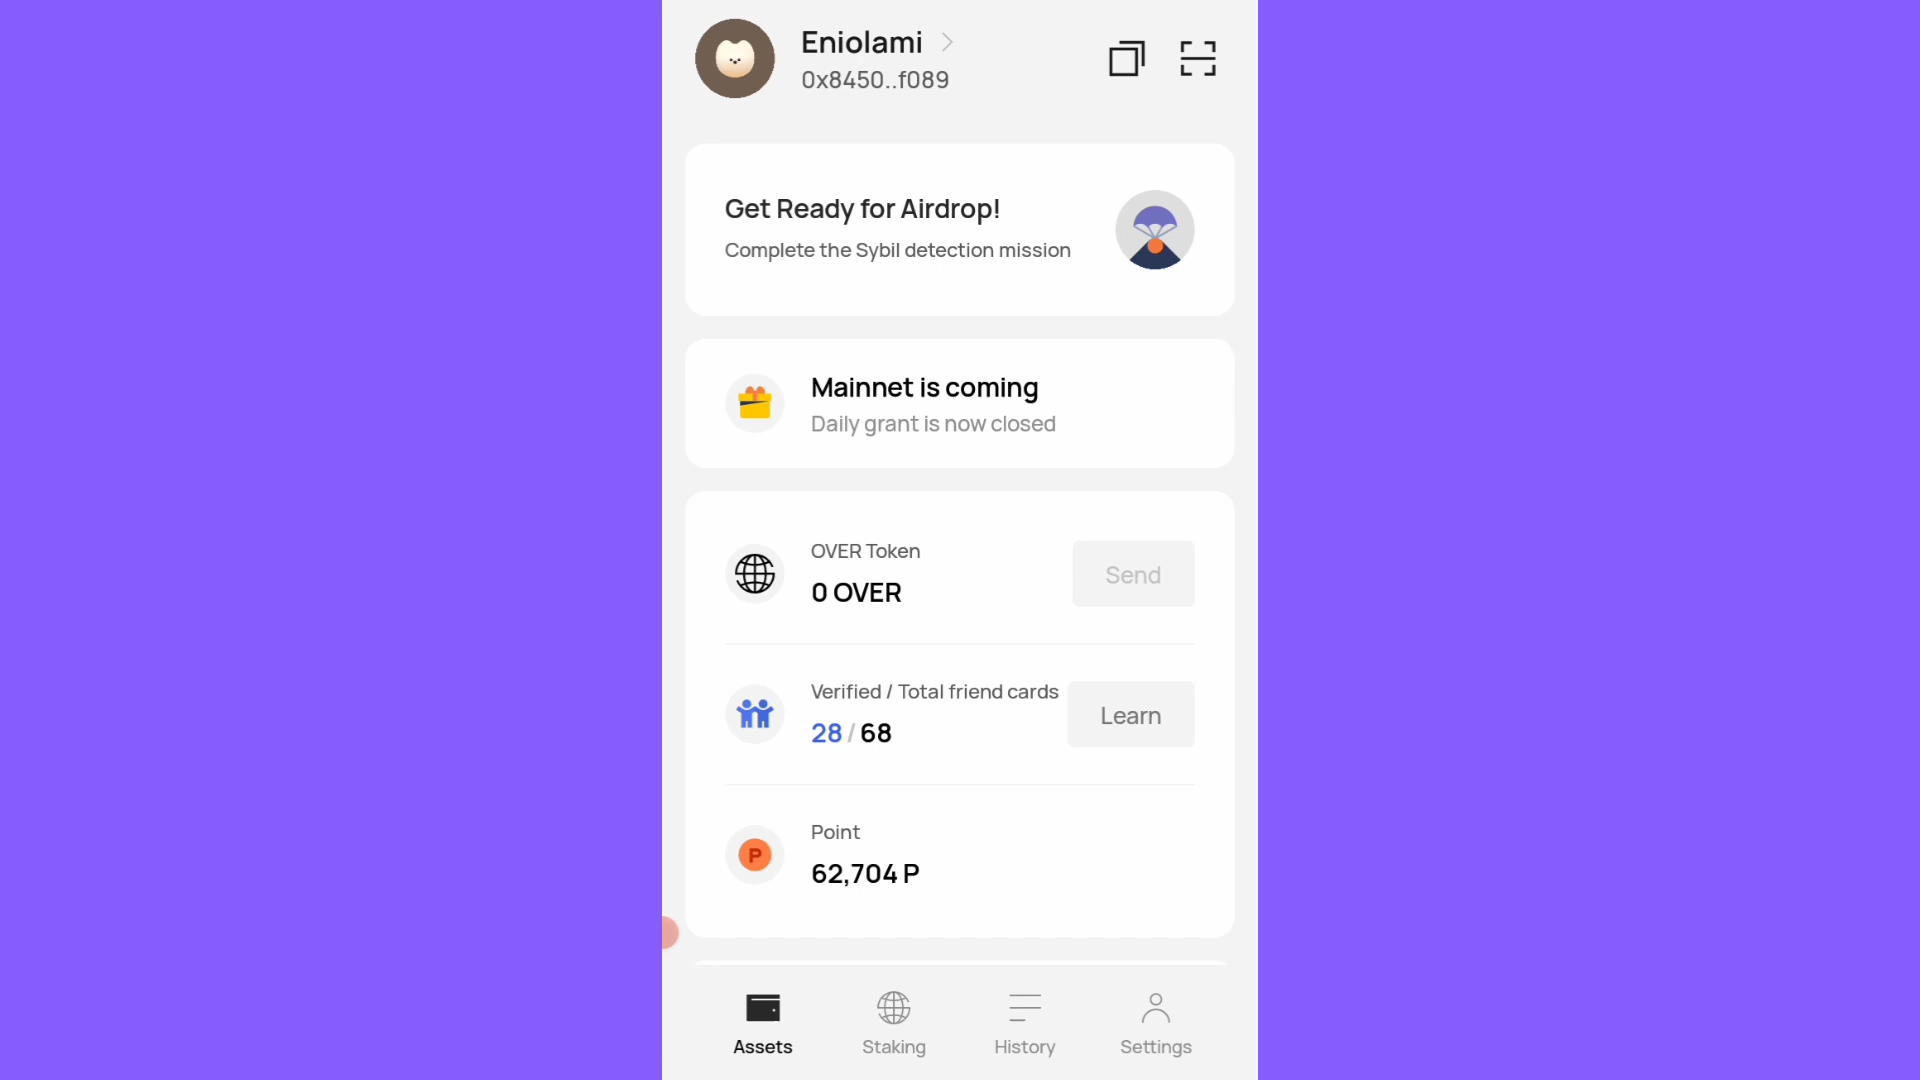 Eniolami
0x8450..f089
Get Ready for Airdrop!
Complete the Sybil detection mission
Mainnet is coming
Daily grant is now closed
OVER Token
0 OVER
Send
Verified / Total friend cards
28 / 68
Learn
Point
P
62,704 P
Assets
Staking
History
Settings